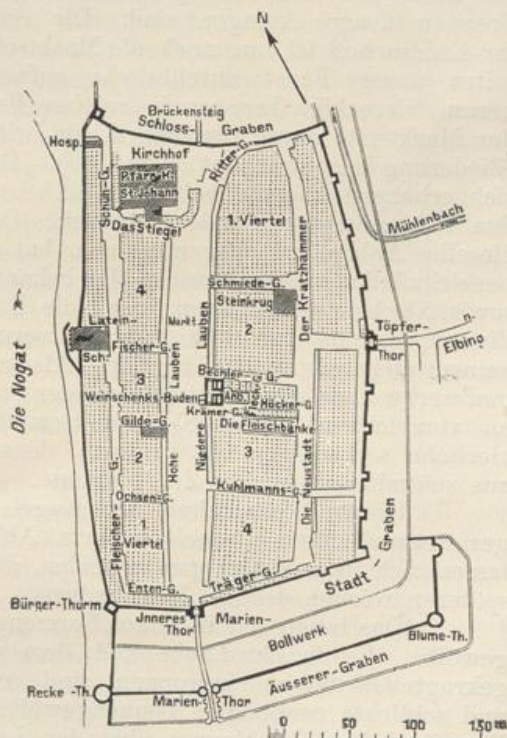 N
Brückensteig
Schloss-
Graben
Hosp.
Kirchhof
Ritter-G.
Pfarr-K.
St. Johann
Schuh-G.
Das Stiegel
1. Viertel
Der Kratzhammer
Mühlenbach
4
Schmiede-G.
Steinkrug
Markt
Lauben
2
Latein-
Sch.
Fischer-G.
Töpfer-
Thor
n.
Elbing
Die Nogat
3
Lauben
Weinschenks-Buden
Krämer-G.
Höcker-G.
Gilde-G.
Die Fleischbänke
2
Hohe
Niedere
3
Die Neustadt
Ochsen-G.
Kuhlmanns-G.
Fleischer-G.
1
Viertel
4
Graben
Enten-G.
Träger-G.
Stadt-
Bürger-Thurm
Jnneres
Thor
Marien-
Bollwerk
Blume-Th.
Äusserer-Graben
Recke-Th.
Marien-
Thor
0 50 100 150 m